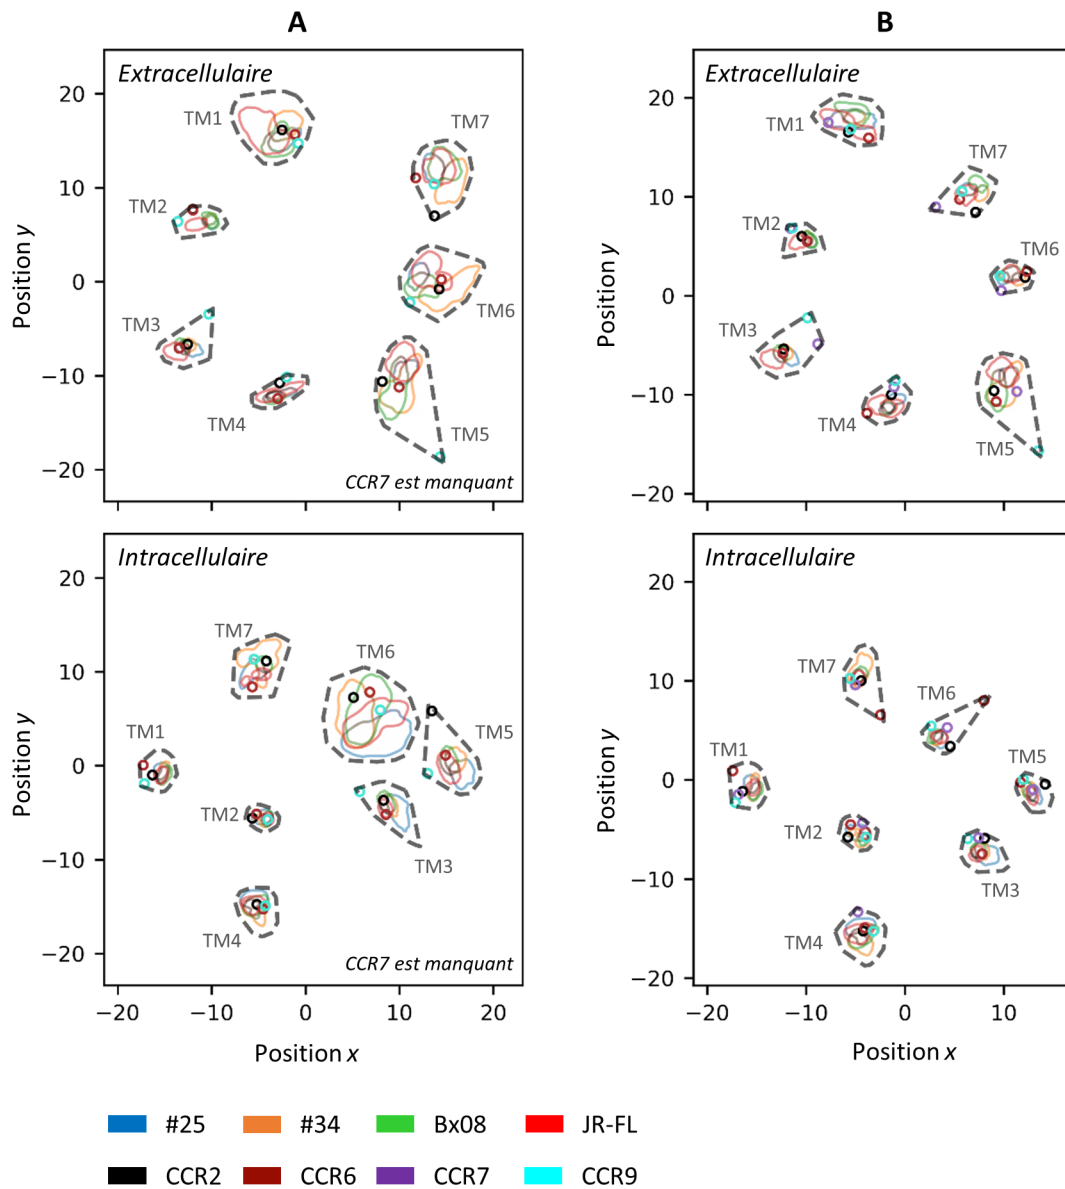 A
B
Extracellulaire
TM1
TM7
TM2
TM6
TM3
TM4
TM5
CCR7 est manquant
Position y
20
10
0
−10
−20
Extracellulaire
TM1
TM7
TM2
TM6
TM3
TM4
TM5
Position y
20
10
0
−10
−20
Intracellulaire
TM7
TM6
TM1
TM5
TM2
TM3
TM4
CCR7 est manquant
Position y
20
10
0
−10
−20
−20
−10
0
10
20
Position x
Intracellulaire
TM7
TM6
TM1
TM5
TM2
TM3
TM4
Position y
20
10
0
−10
−20
−20
−10
0
10
Position x
#25
#34
Bx08
JR-FL
CCR2
CCR6
CCR7
CCR9